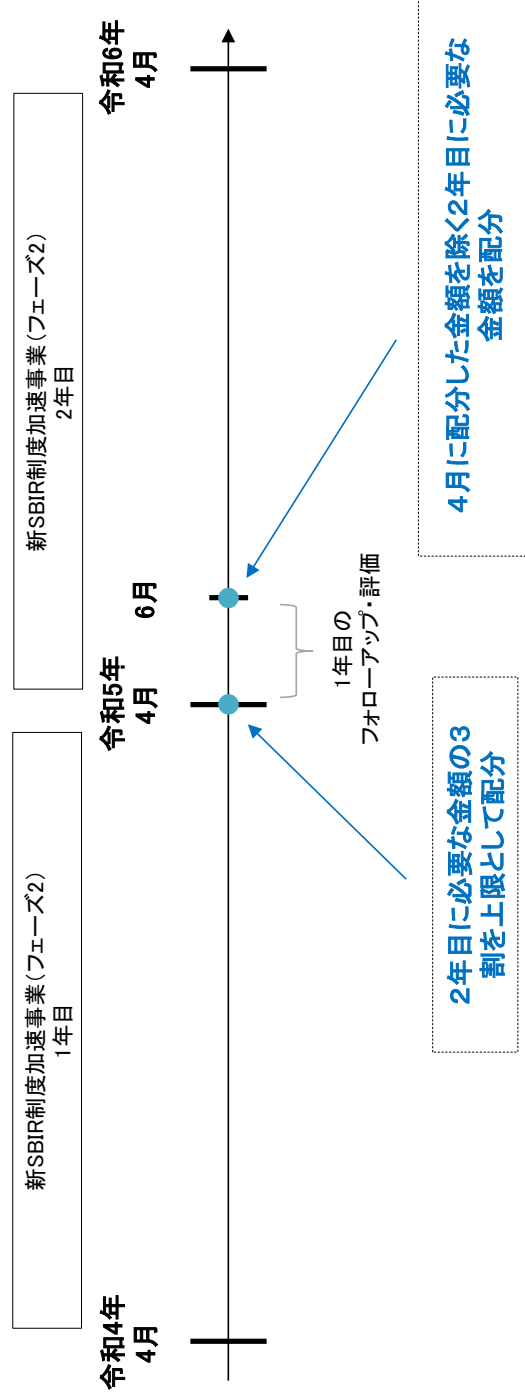 新SBIR制度加速事業(フェーズ2)
1年目
新SBIR制度加速事業(フェーズ2)
2年目
令和4年
4月
令和5年
4月
6月
令和6年
4月
1年目の
フォローアップ・評価
2年目に必要な金額の3
割を上限として配分
4月に配分した金額を除く2年目に必要な
金額を配分